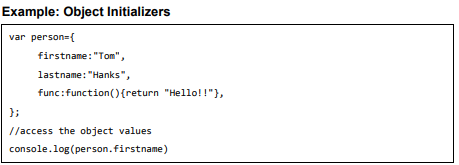 Example: Object Initializers
var person={
firstname:"Tom",
lastname:"Hanks",
func:function(){return "Hello!!"},
};
//access the object values
console.log(person.firstname)